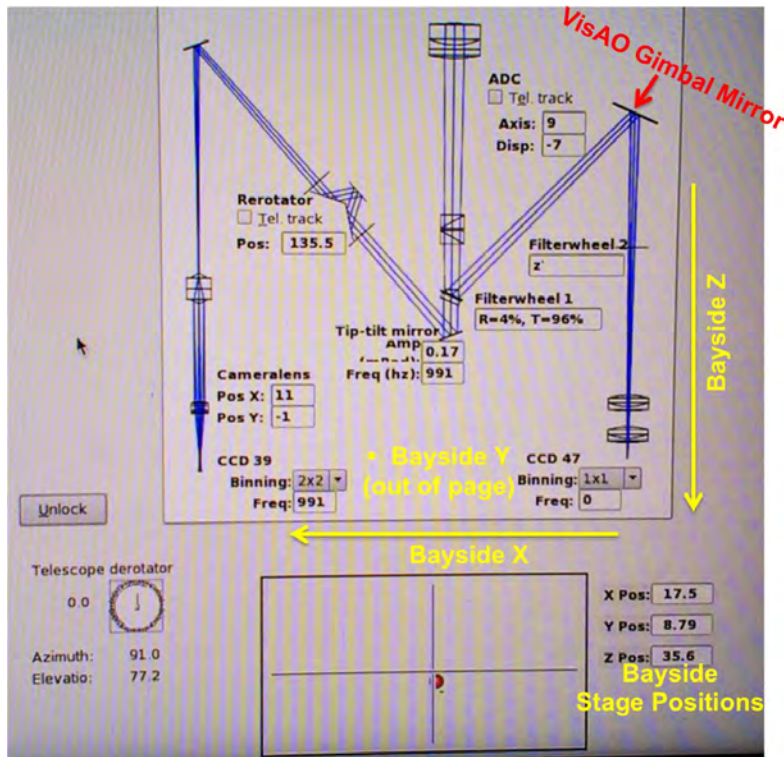 VisAO Gimbal Mirror
ADC
Tel. track
Axis: 9
Disp: -7
Rerotator
Tel. track
Pos: 135.5
Filterwheel 2
z'
Filterwheel 1
R=4%, T=96%
Tip-tilt mirror
Amp
0.17
Freq (hz): 991
Cameralens
Pos X: 11
Pos Y: -1
Bayside Z
CCD 39
Binning: 2x2
Freq: 991
• Bayside Y
(out of page)
CCD 47
Binning: 1x1
Freq: 0
Unlock
Bayside X
Telescope derotator
0.0
Azimuth: 91.0
Elevatio: 77.2
X Pos: 17.5
Y Pos: 8.79
Z Pos: 35.6
Bayside
Stage Positions